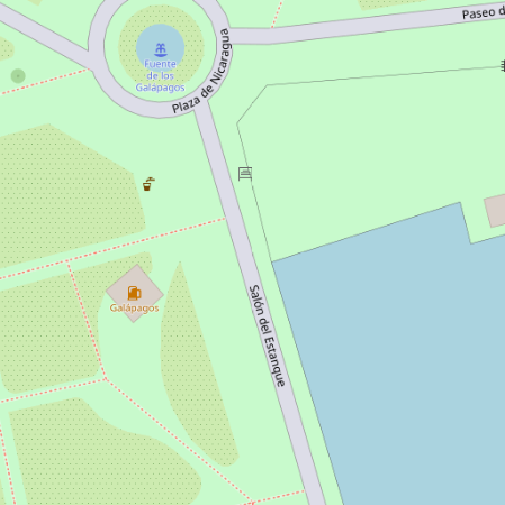 Paseo d
Fuente
de los
Galápagos
Plaza de Nicaragua
Galápagos
Salón del Estanque